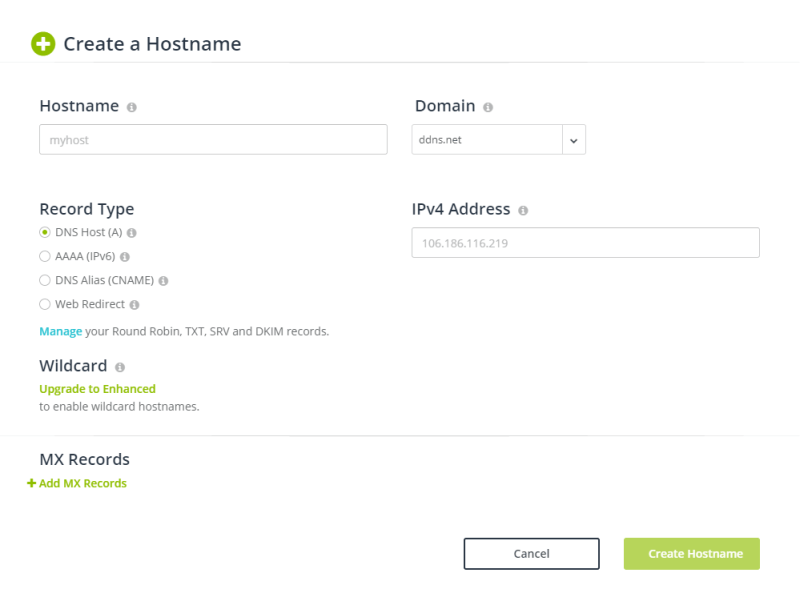 Create a Hostname
Hostname
Domain
myhost
ddns.net
Record Type
IPv4 Address
DNS Host (A)
106.186.116.219
AAAA (IPv6)
DNS Alias (CNAME)
Web Redirect
Manage your Round Robin, TXT, SRV and DKIM records.
Wildcard
Upgrade to Enhanced
to enable wildcard hostnames.
MX Records
+ Add MX Records
Cancel
Create Hostname